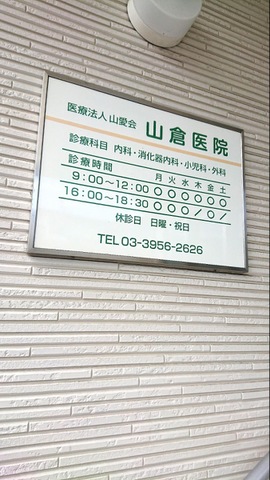 医療法人山愛会 山倉医院
診療科目 内科・消化器内科・小児科・外科
診療時間 月 火 水 木 金 土
9:00〜12:00 ○ ○ ○ ○ ○ ○
16:00〜18:30 ○ ○ ○ / ○ /
休診日 日曜・祝日
TEL 03-3956-2626